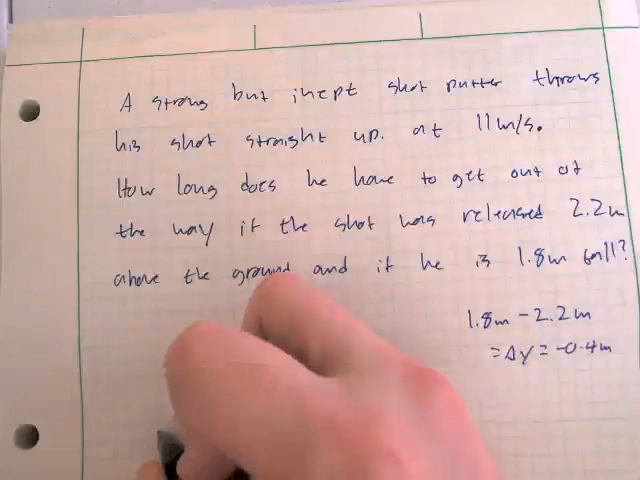 A strong but inept shot putter throws
his shot straight up. at 11m/s.
How long does he have to get out of
the way if the shot was released 2.2m
above the ground and if he is 1.8m tall?
1.8m - 2.2m
= Δy = -0.4m